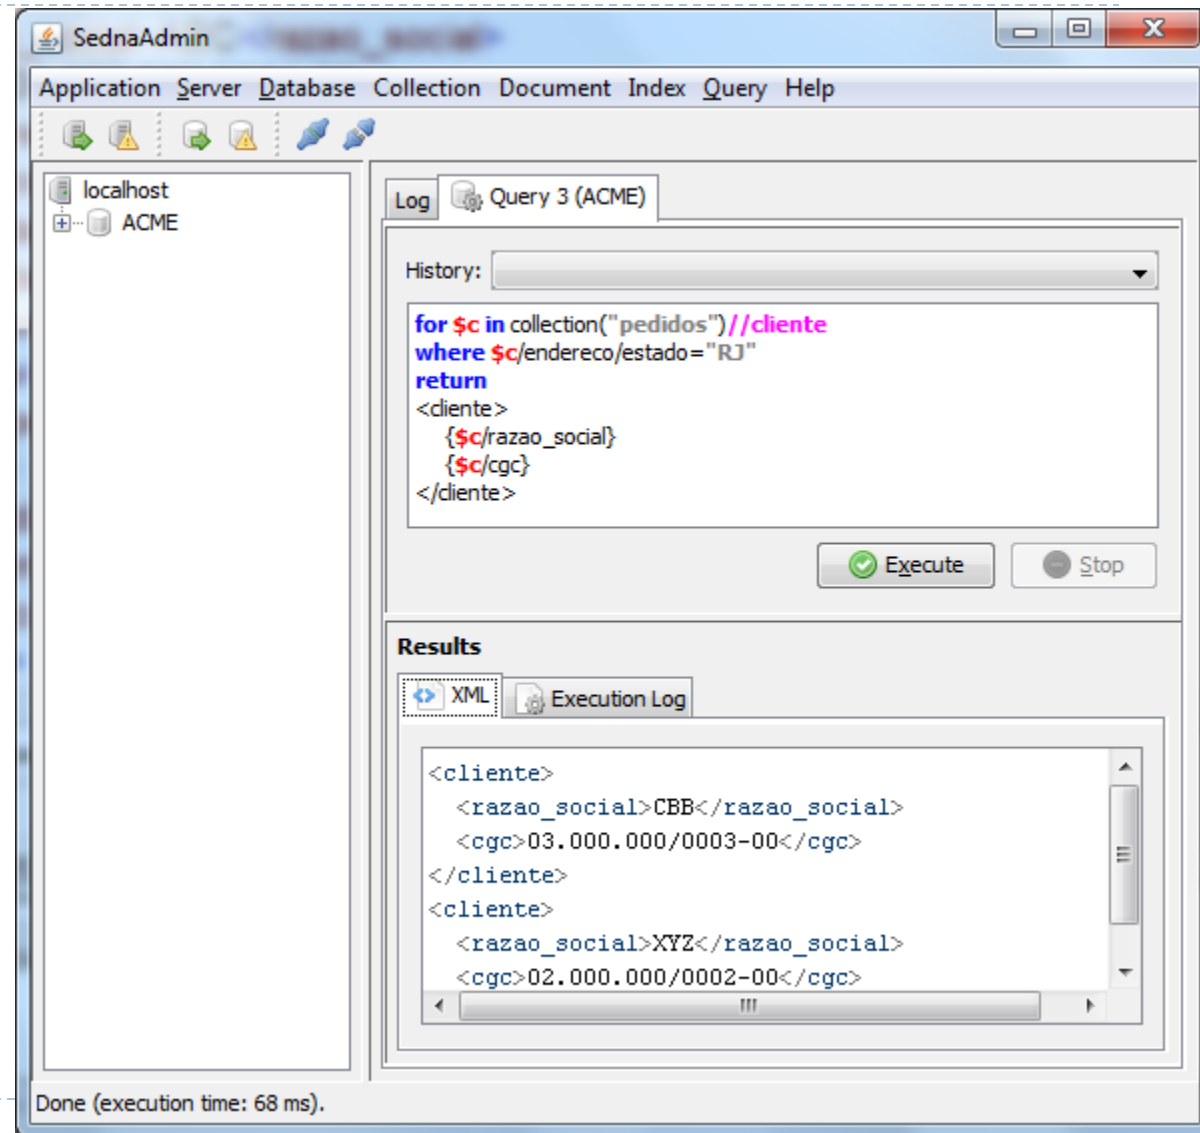 SednaAdmin
Application Server Database Collection Document Index Query Help
localhost
ACME
Log
Query 3 (ACME)
History:
for $c in collection("pedidos")//cliente
where $c/endereco/estado="RJ"
return
<cliente>
{$c/razao_social}
{$c/cgc}
</cliente>
Execute
Stop
Results
XML
Execution Log
<cliente>
<razao_social>CBB</razao_social>
<cgc>03.000.000/0003-00</cgc>
</cliente>
<cliente>
<razao_social>XYZ</razao_social>
<cgc>02.000.000/0002-00</cgc>
Done (execution time: 68 ms).